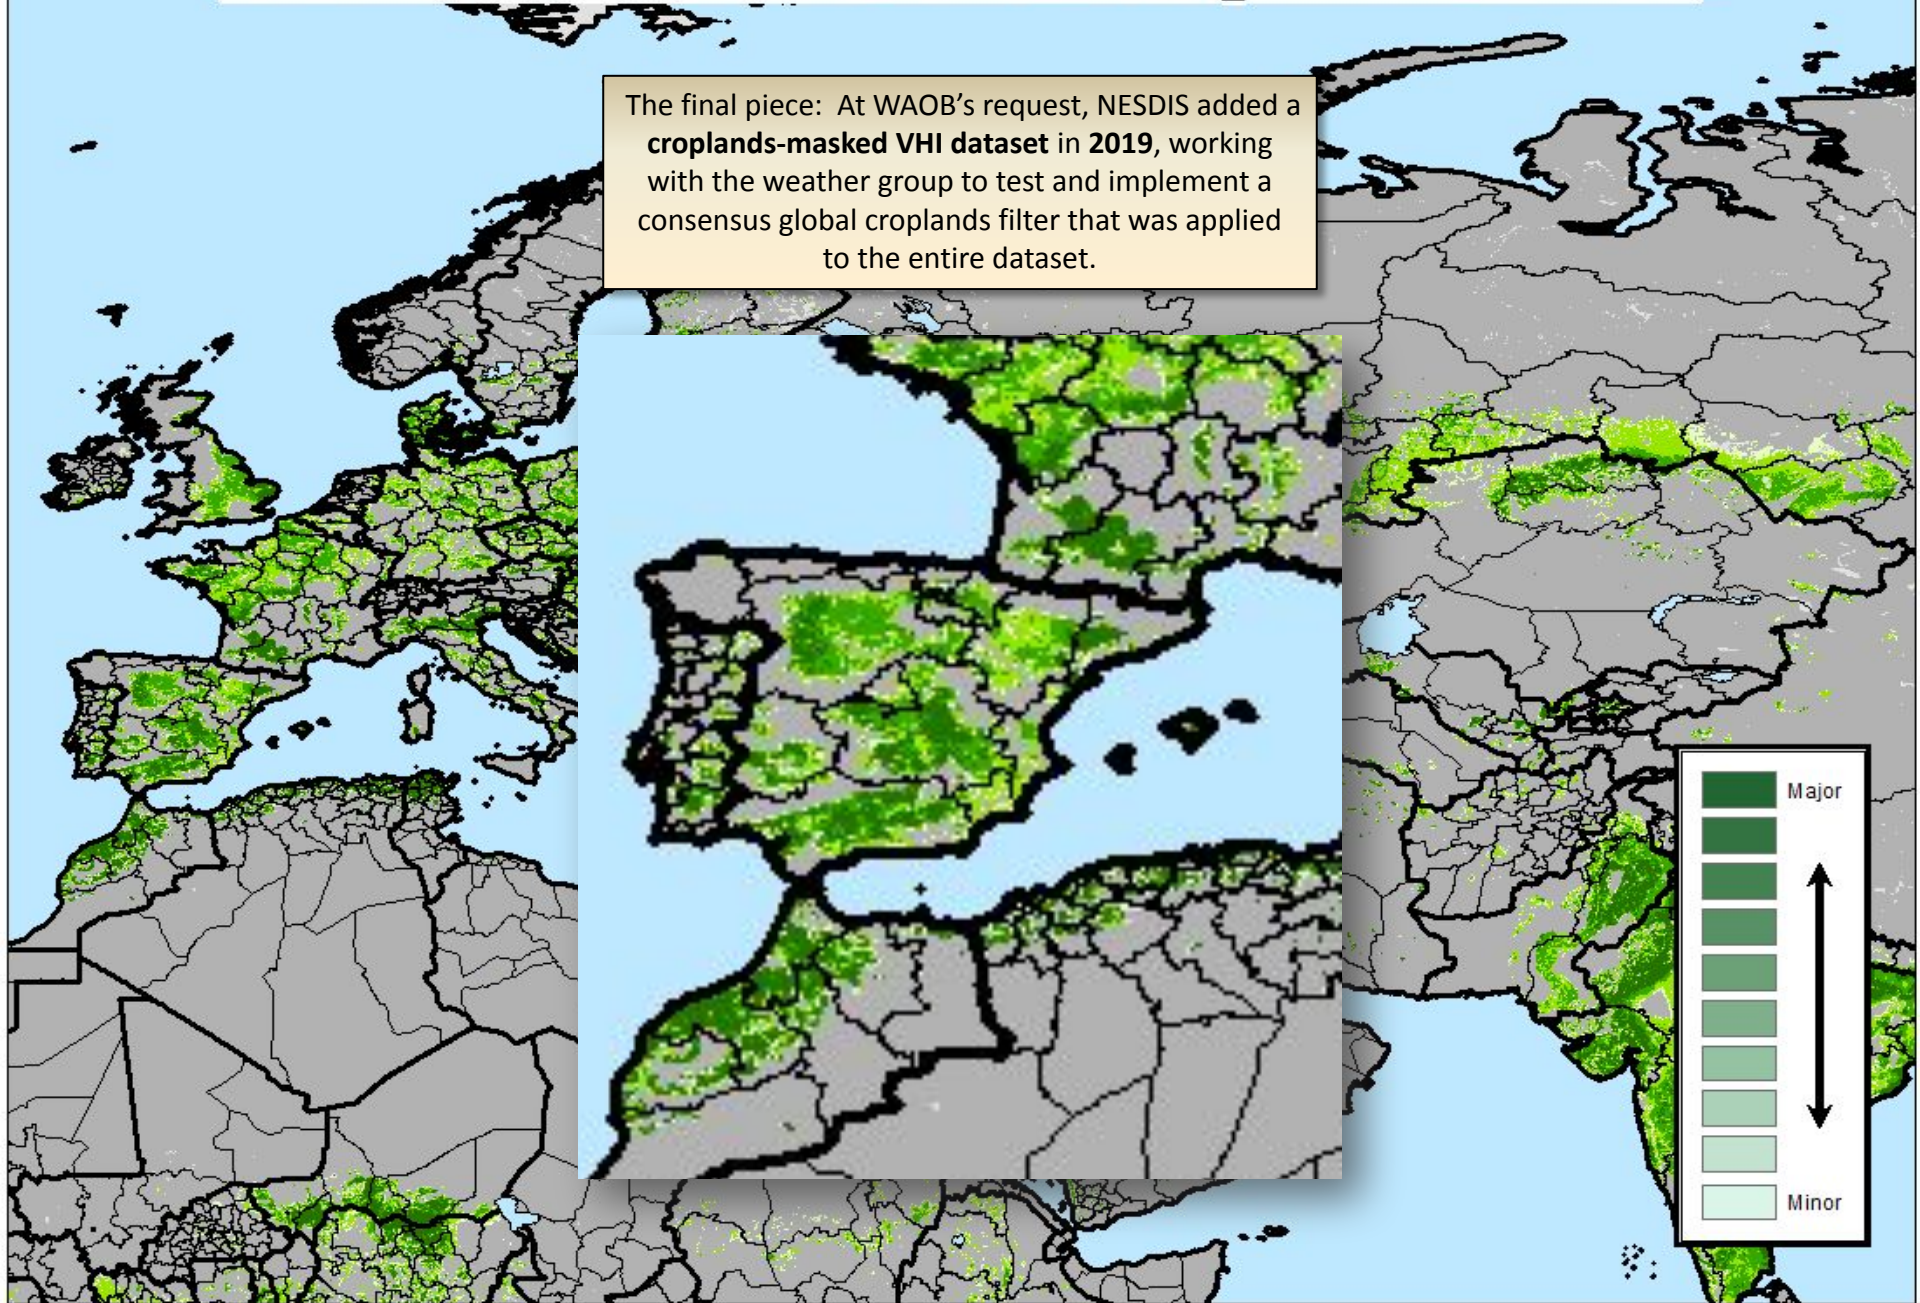 The final piece:  At WAOB’s request, NESDIS added a
croplands-masked VHI dataset in 2019, working
with the weather group to test and implement a
consensus global croplands filter that was applied
to the entire dataset.
Major
Minor